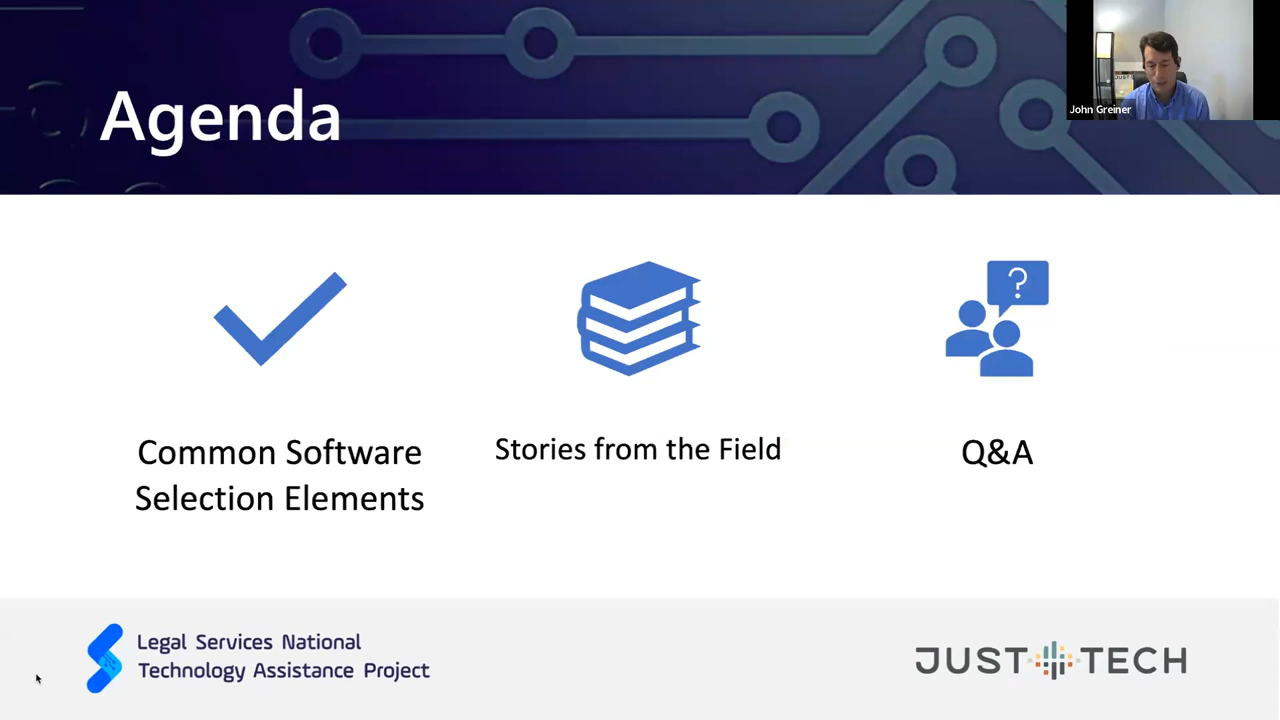 Agenda
John Greiner
Common Software
Selection Elements
Stories from the Field
?
Q&A
Legal Services National
Technology Assistance Project
JUST TECH